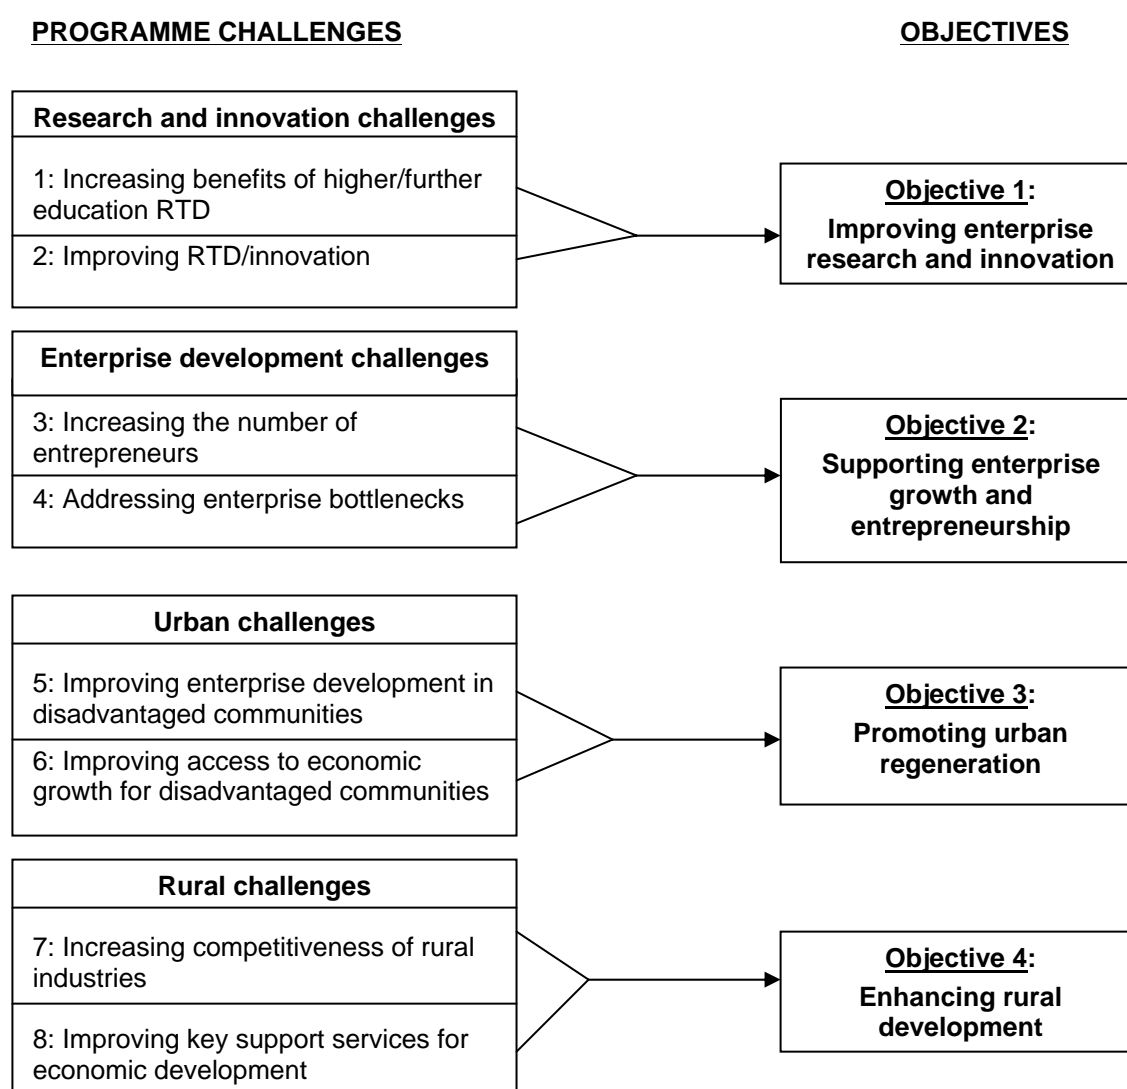 PROGRAMME CHALLENGES
OBJECTIVES
Research and innovation challenges
1: Increasing benefits of higher/further
education RTD
2: Improving RTD/innovation
Objective 1:
Improving enterprise
research and innovation
Enterprise development challenges
3: Increasing the number of
entrepreneurs
4: Addressing enterprise bottlenecks
Objective 2:
Supporting enterprise
growth and
entrepreneurship
Urban challenges
5: Improving enterprise development in
disadvantaged communities
6: Improving access to economic
growth for disadvantaged communities
Objective 3:
Promoting urban
regeneration
Rural challenges
7: Increasing competitiveness of rural
industries
8: Improving key support services for
economic development
Objective 4:
Enhancing rural
development